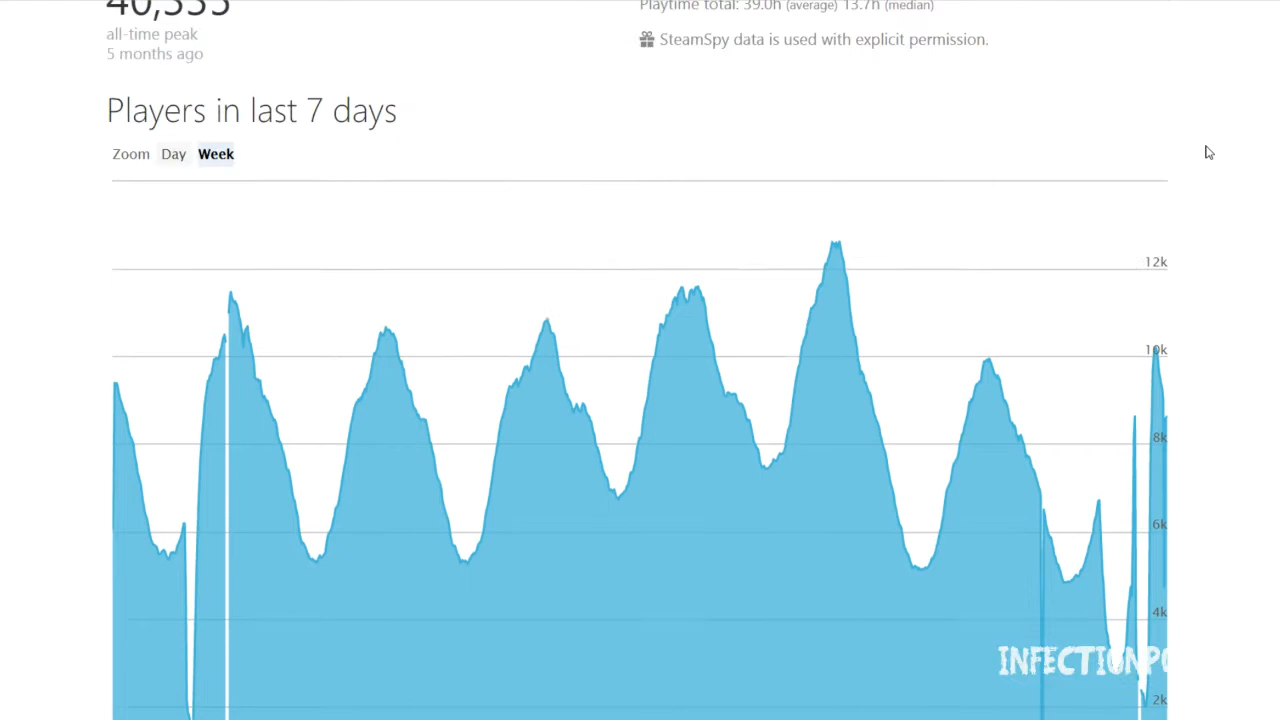 Playtime total: 39.0h (average) 13.7h (median)
all-time peak
5 months ago
SteamSpy data is used with explicit permission.
Players in last 7 days
Zoom Day Week
12k
10k
8k
6k
4k
2k